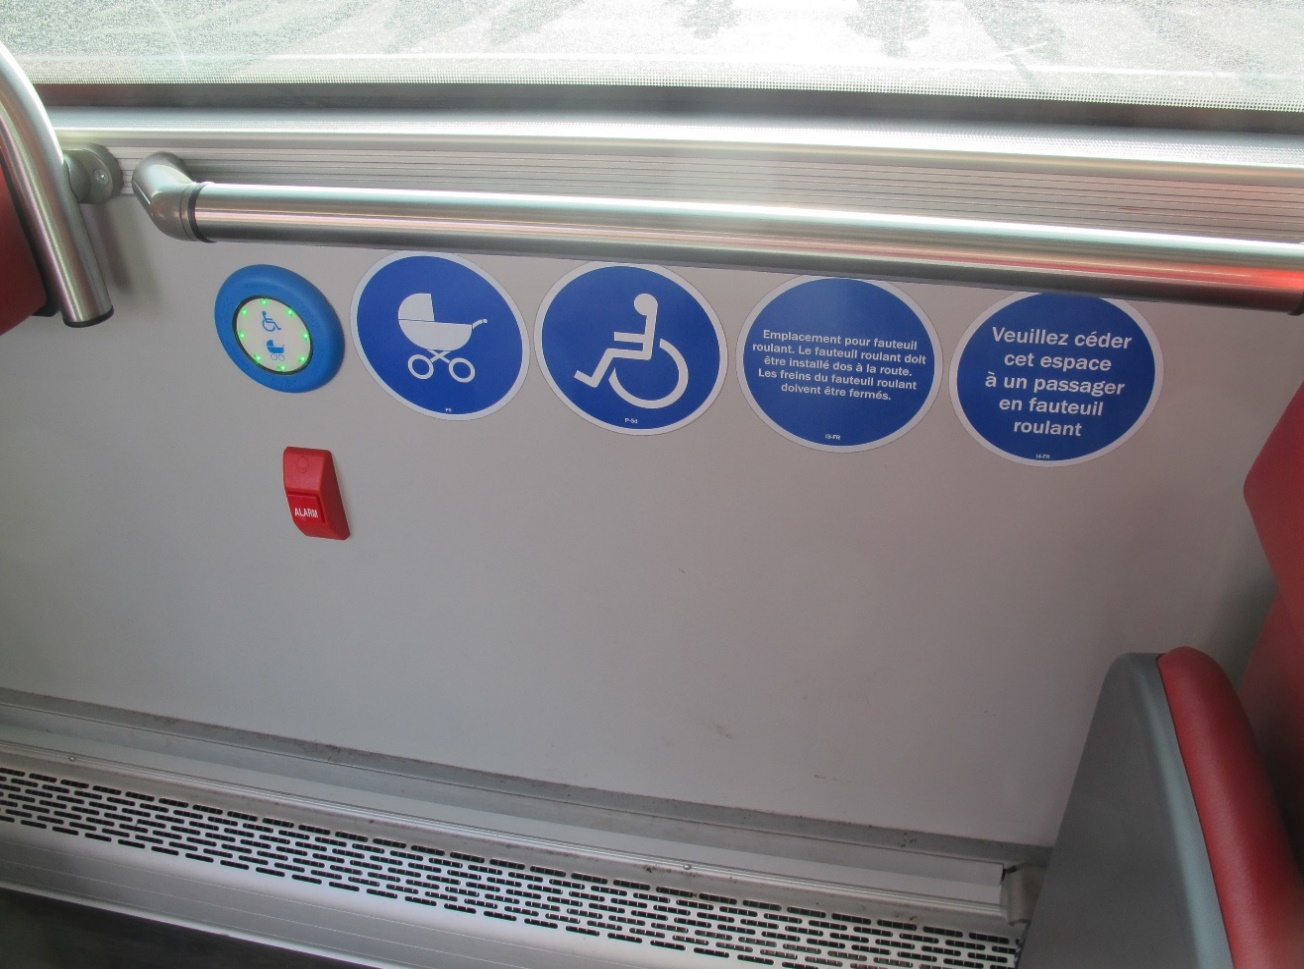 Emplacement pour fauteuil
roulant. Le fauteuil roulant doit
être installé dos à la route.
Les freins du fauteuil roulant
doivent être fermés.
Veuillez céder
cet espace
à un passager
en fauteuil
roulant
ALARM